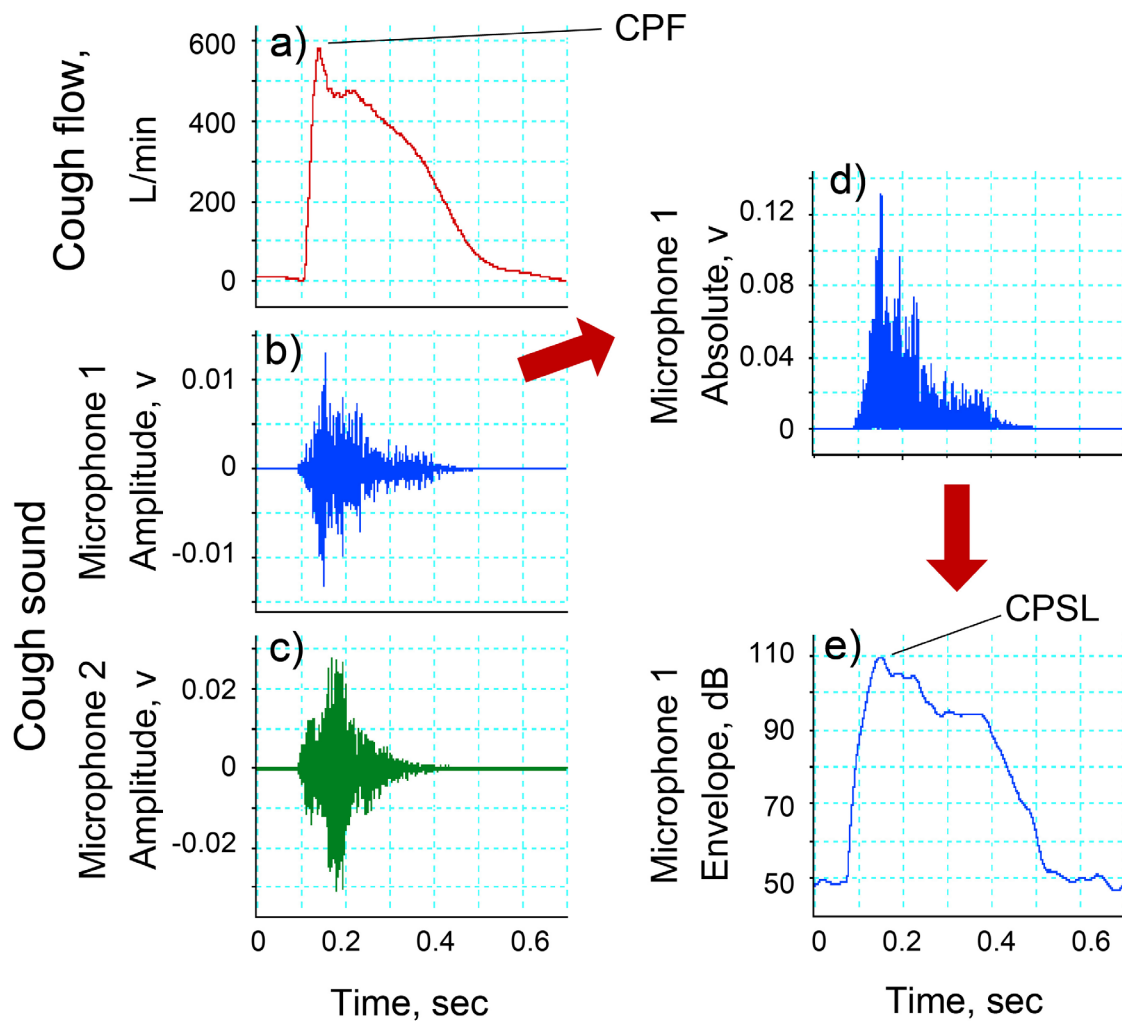 a)
CPF
Cough flow,
L/min
600
400
200
0
b)
Cough sound
Microphone 1
Amplitude, v
0.01
0
-0.01
c)
Microphone 2
Amplitude, v
0.02
0
-0.02
0 0.2 0.4 0.6
Time, sec
d)
Microphone 1
Absolute, v
0.12
0.08
0.04
0
CPSL
e)
Microphone 1
Envelope, dB
110
90
70
50
0 0.2 0.4 0.6
Time, sec